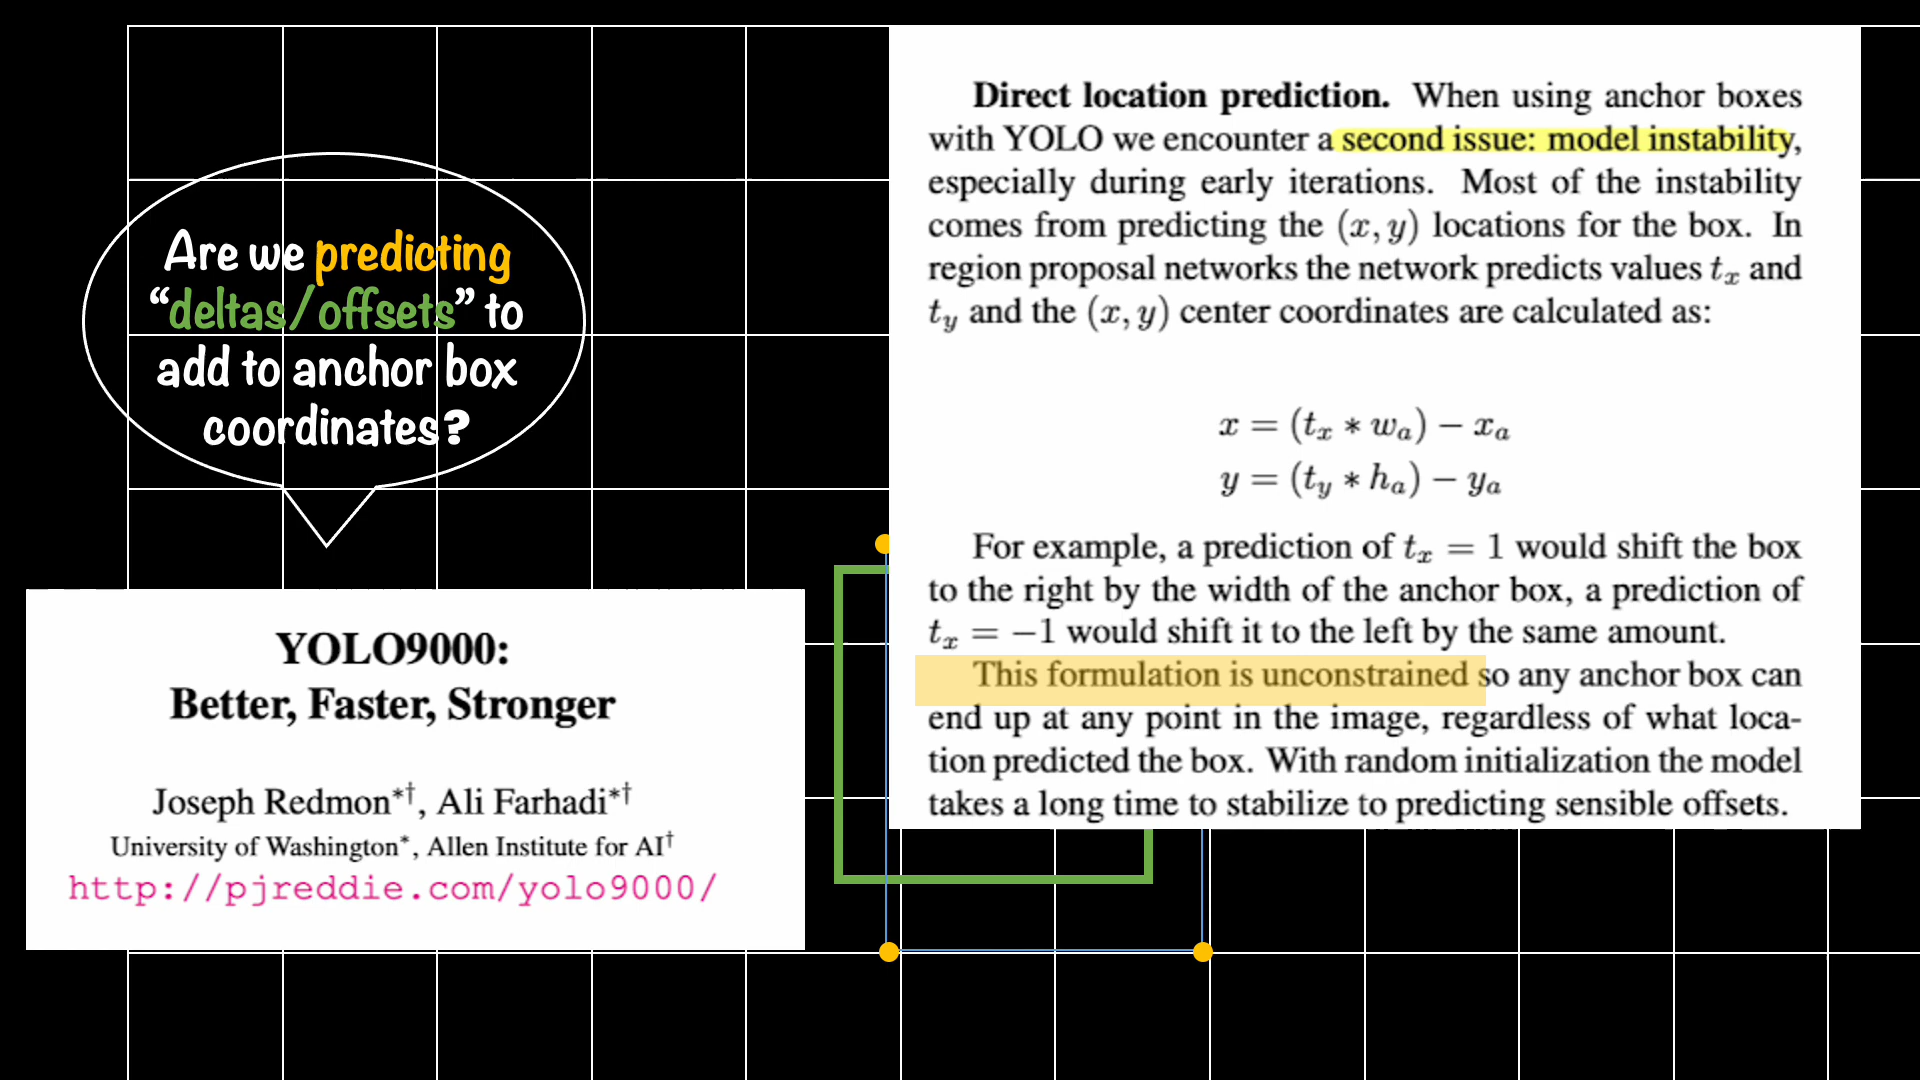 Are we predicting
“deltas/offsets” to
add to anchor box
coordinates?
YOLO9000:
Better, Faster, Stronger
Joseph Redmon*†, Ali Farhadi*†
University of Washington*, Allen Institute for AI†
http://pjreddie.com/yolo9000/
Direct location prediction. When using anchor boxes
with YOLO we encounter a second issue: model instability,
especially during early iterations. Most of the instability
comes from predicting the (x, y) locations for the box. In
region proposal networks the network predicts values tₓ and
t_y and the (x, y) center coordinates are calculated as:
x = (tₓ * wₐ) − xₐ
y = (t_y * hₐ) − yₐ
For example, a prediction of tₓ = 1 would shift the box
to the right by the width of the anchor box, a prediction of
tₓ = −1 would shift it to the left by the same amount.
This formulation is unconstrained so any anchor box can
end up at any point in the image, regardless of what loca-
tion predicted the box. With random initialization the model
takes a long time to stabilize to predicting sensible offsets.